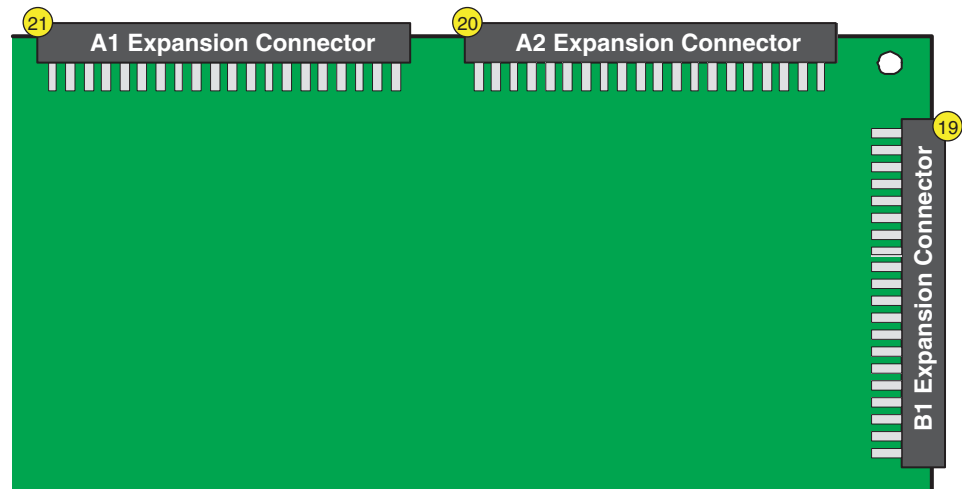 21
A1 Expansion Connector
20
A2 Expansion Connector
19
B1 Expansion Connector